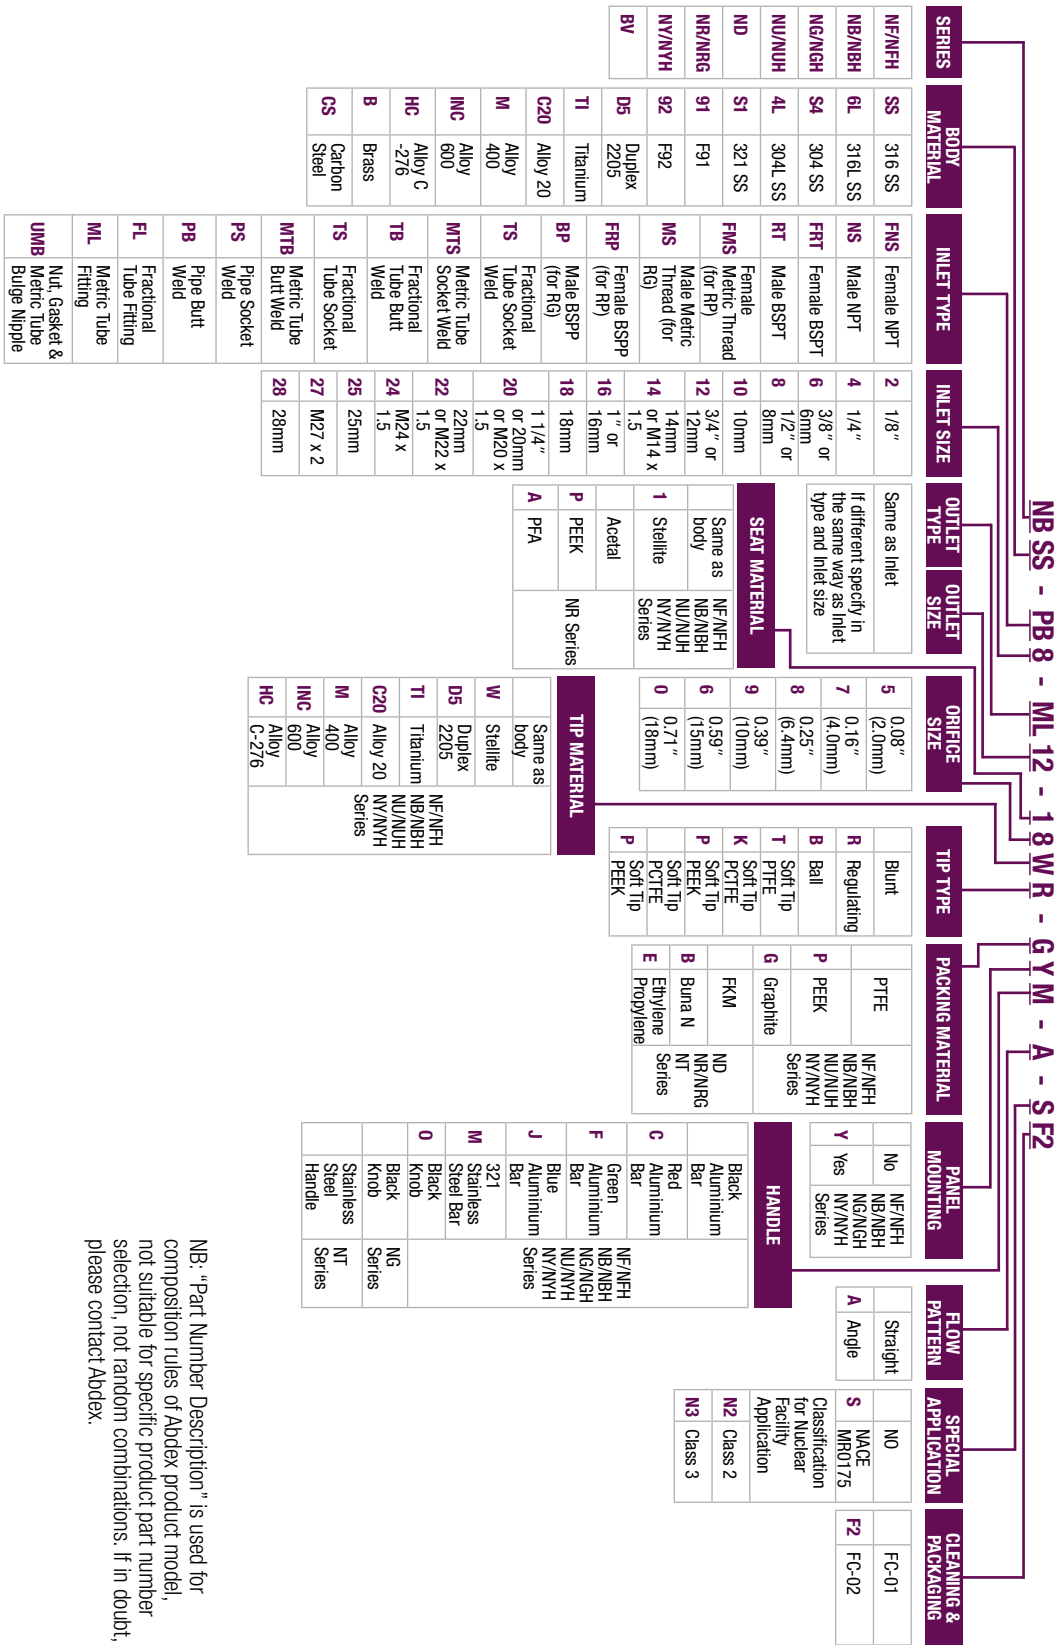 NB SS - PB 8 - ML 12 - 1 8 W R - G Y M - A - S F2
SERIES
NF/NFH
NB/NBH
NG/NGH
NU/NUH
ND
NR/NRG
NY/NYH
BV
BODY
MATERIAL
SS 316 SS
6L 316L SS
S4 304 SS
4L 304L SS
S1 321 SS
91 F91
92 F92
D5 Duplex
2205
TI Titanium
C20 Alloy 20
M Alloy
400
INC Alloy
600
HC Alloy C
-276
B Brass
CS Carbon
Steel
INLET TYPE
FNS Female NPT
NS Male NPT
FRT Female BSPT
RT Male BSPT
FMS Female
Metric Thread
(for RP)
MS Male Metric
Thread (for
RG)
FRP Female BSPP
(for RP)
BP Male BSPP
(for RG)
TS Fractional
Tube Socket
Weld
MTS Metric Tube
Socket Weld
TB Fractional
Tube Butt
Weld
TS Fractional
Tube Socket
MTB Metric Tube
Butt Weld
PS Pipe Socket
Weld
PB Pipe Butt
Weld
FL Fractional
Tube Fitting
ML Metric Tube
Fitting
UMB Nut, Gasket &
Metric Tube
Bulge Nipple
INLET SIZE
2 1/8”
4 1/4”
6 3/8” or
6mm
8 1/2” or
8mm
10 10mm
12 3/4” or
12mm
14 14mm
or M14 x
1.5
16 1” or
16mm
18 18mm
20 1 1/4”
or 20mm
or M20 x
1.5
22 22mm
or M22 x
1.5
24 M24 x
1.5
25 25mm
27 M27 x 2
28 28mm
OUTLET
TYPE
OUTLET
SIZE
Same as Inlet
If different specify in
the same way as Inlet
type and Inlet size
SEAT MATERIAL
Same as
body
1 Stellite
NF/NFH
NB/NBH
NU/NUH
NY/NYH
Series
Acetal
P PEEK
A PFA
NR Series
ORIFICE
SIZE
5 0.08”
(2.0mm)
7 0.16”
(4.0mm)
8 0.25”
(6.4mm)
9 0.39”
(10mm)
6 0.59”
(15mm)
0 0.71”
(18mm)
TIP MATERIAL
Same as
body
W Stellite
D5 Duplex
2205
TI Titanium
C20 Alloy 20
M Alloy
400
INC Alloy
600
HC Alloy
C-276
NF/NFH
NB/NBH
NU/NUH
NY/NYH
Series
TIP TYPE
Blunt
R Regulating
B Ball
T Soft Tip
PTFE
K Soft Tip
PCTFE
P Soft Tip
PEEK
Soft Tip
PCTFE
P Soft Tip
PEEK
PACKING MATERIAL
PTFE
P PEEK
G Graphite
NF/NFH
NB/NBH
NU/NUH
NY/NYH
Series
FKM
B Buna N
E Ethylene
Propylene
ND
NR/NRG
NT
Series
PANEL
MOUNTING
No
Y Yes
NF/NFH
NB/NBH
NG/NGH
NY/NYH
Series
HANDLE
Black
Aluminium
Bar
C Red
Aluminium
Bar
F Green
Aluminium
Bar
J Blue
Aluminium
Bar
M 321
Stainless
Steel Bar
O Black
Knob
NF/NFH
NB/NBH
NG/NGH
NU/NYH
NY/NYH
Series
Black
Knob
NG
Series
Stainless
Steel
Handle
NT
Series
FLOW
PATTERN
Straight
A Angle
SPECIAL
APPLICATION
NO
S NACE
MR0175
Classification
for Nuclear
Facility
Application
N2 Class 2
N3 Class 3
CLEANING &
PACKAGING
FC-01
F2 FC-02
NB: “Part Number Description” is used for
composition rules of Abdex product model,
not suitable for specific product part number
selection, not random combinations. If in doubt,
please contact Abdex.